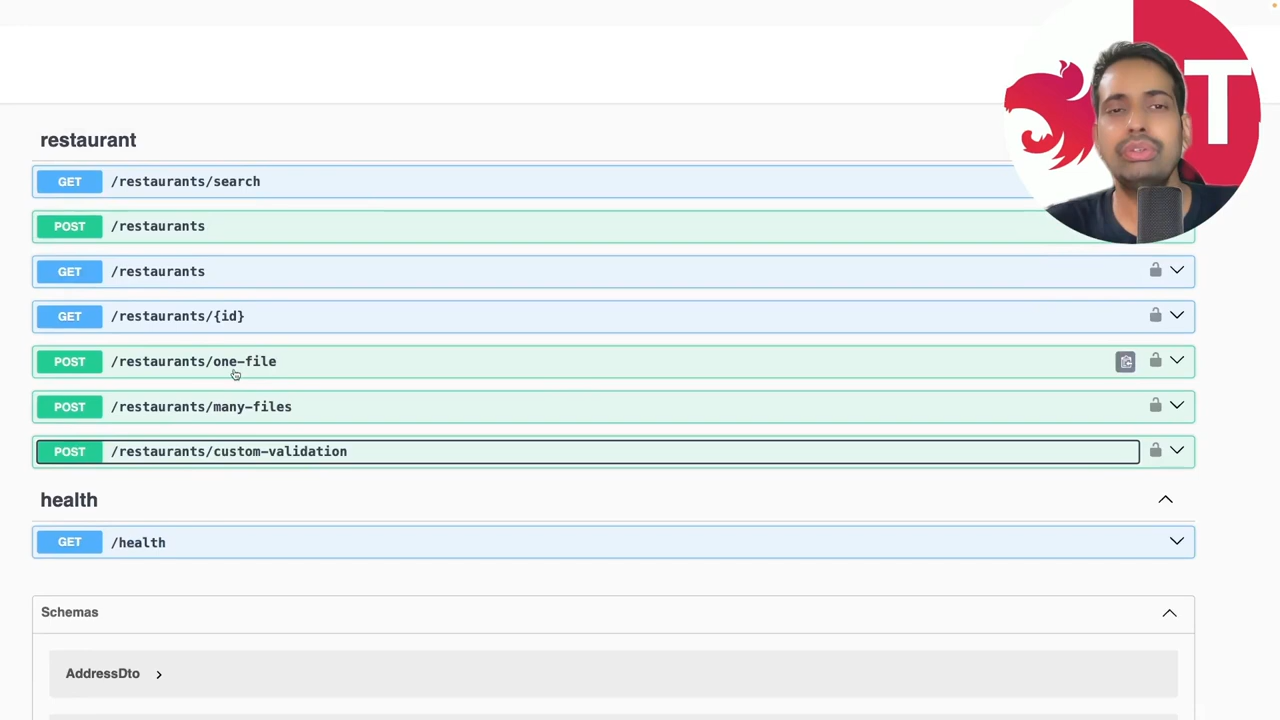 T
restaurant
GET /restaurants/search
POST /restaurants
GET /restaurants
GET /restaurants/{id}
POST /restaurants/one-file
POST /restaurants/many-files
POST /restaurants/custom-validation
health
GET /health
Schemas
AddressDto